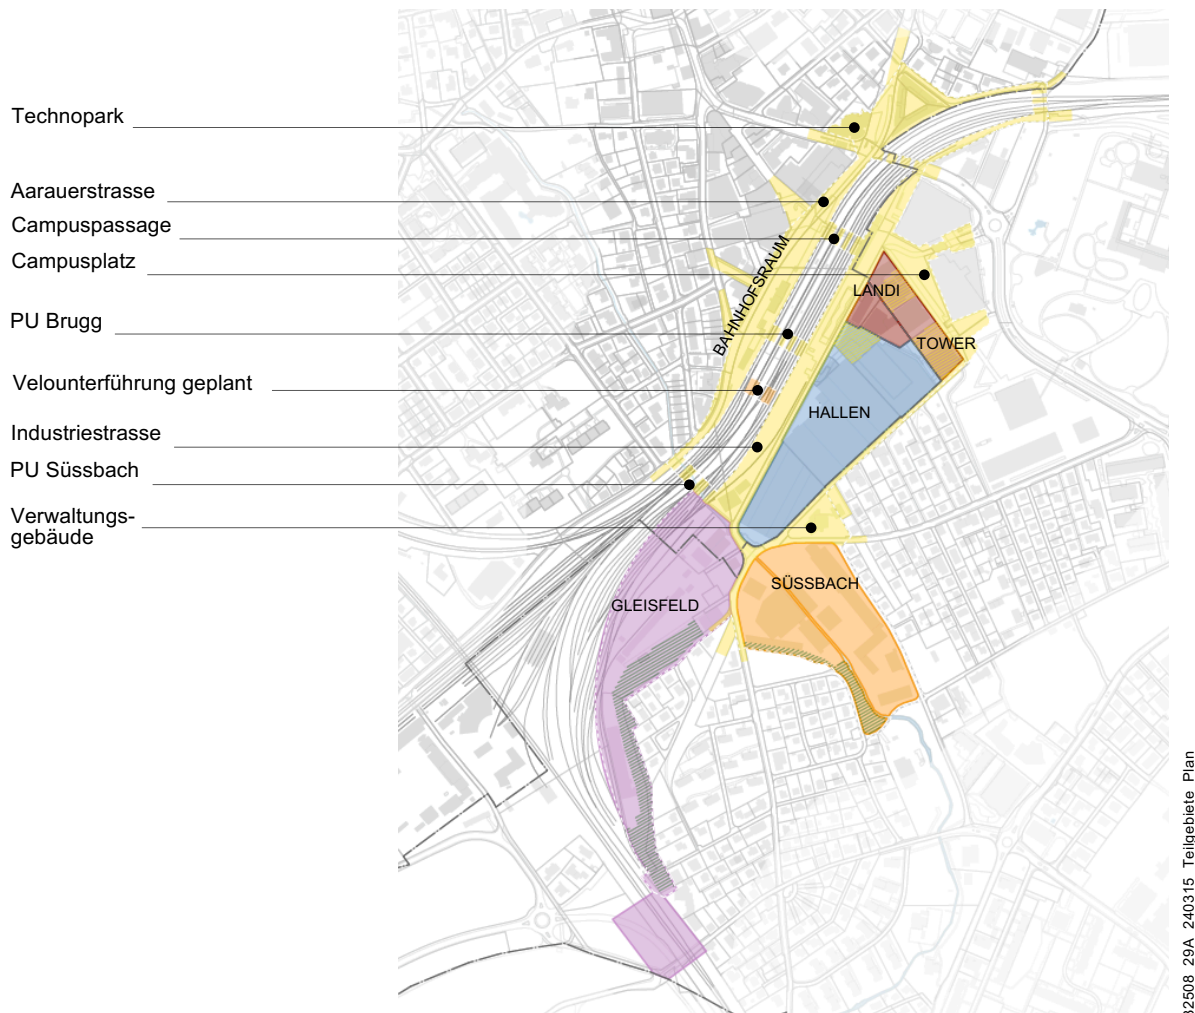 Technopark
Aarauerstrasse
Campuspassage
Campusplatz
PU Brugg
Velounterführung geplant
Industriestrasse
PU Süssbach
Verwaltungs-
gebäude
BAHNHOFSRAUM
LANDI
TOWER
HALLEN
SÜSSBACH
GLEISFELD
32508 29A 240315 Teilgebiete Plan